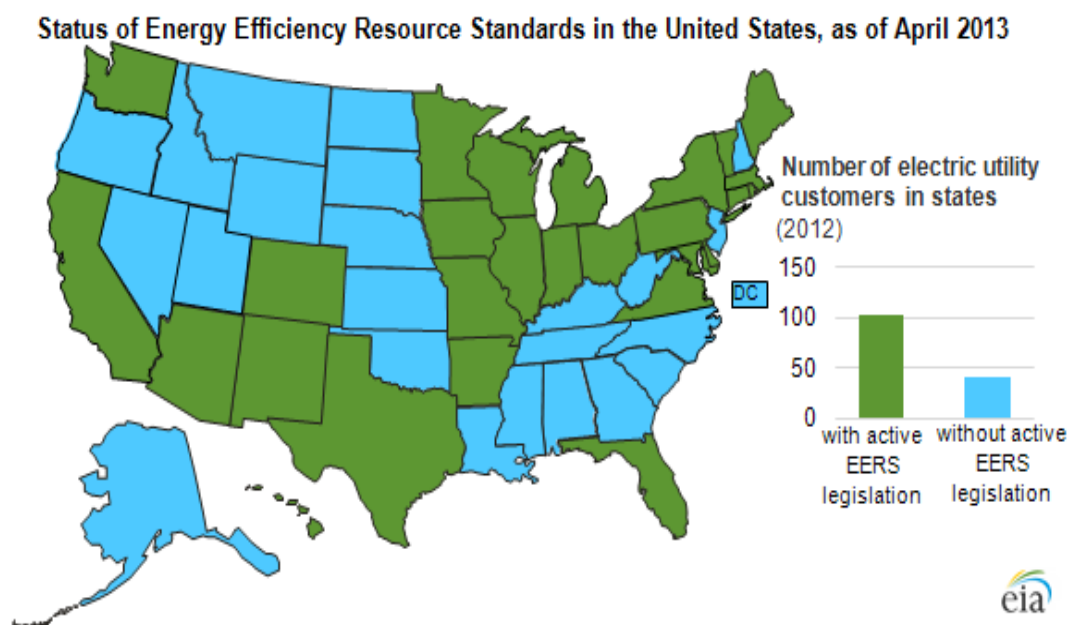 Status of Energy Efficiency Resource Standards in the United States, as of April 2013
Number of electric utility
customers in states
(2012)
DC
150
100
50
0
with active
EERS
legislation
without active
EERS
legislation
eia